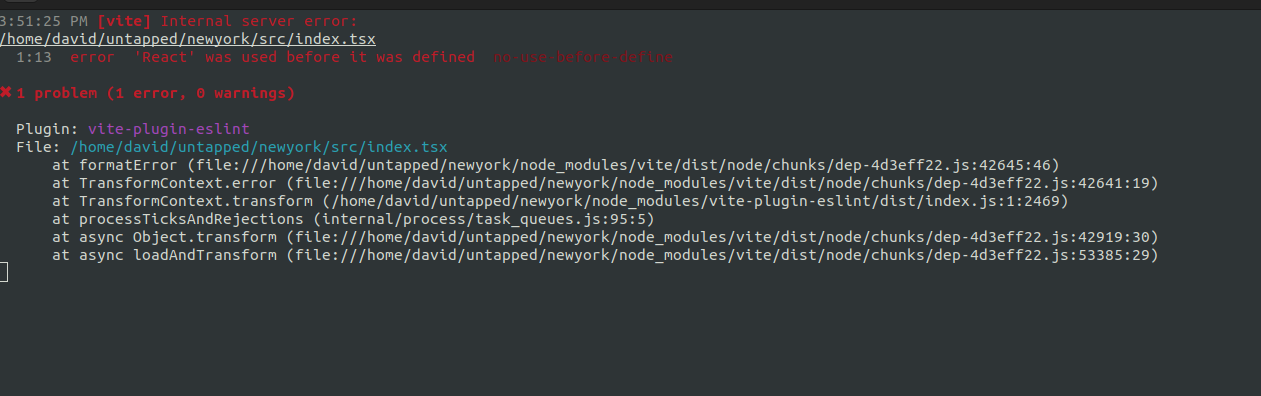 3:51:25 PM [vite] Internal server error:
/home/david/untapped/newyork/src/index.tsx
1:13 error 'React' was used before it was defined no-use-before-define
✖ 1 problem (1 error, 0 warnings)
Plugin: vite-plugin-eslint
File: /home/david/untapped/newyork/src/index.tsx
at formatError (file:///home/david/untapped/newyork/node_modules/vite/dist/node/chunks/dep-4d3eff22.js:42645:46)
at TransformContext.error (file:///home/david/untapped/newyork/node_modules/vite/dist/node/chunks/dep-4d3eff22.js:42641:19)
at TransformContext.transform (/home/david/untapped/newyork/node_modules/vite-plugin-eslint/dist/index.js:1:2469)
at processTicksAndRejections (internal/process/task_queues.js:95:5)
at async Object.transform (file:///home/david/untapped/newyork/node_modules/vite/dist/node/chunks/dep-4d3eff22.js:42919:30)
at async loadAndTransform (file:///home/david/untapped/newyork/node_modules/vite/dist/node/chunks/dep-4d3eff22.js:53385:29)